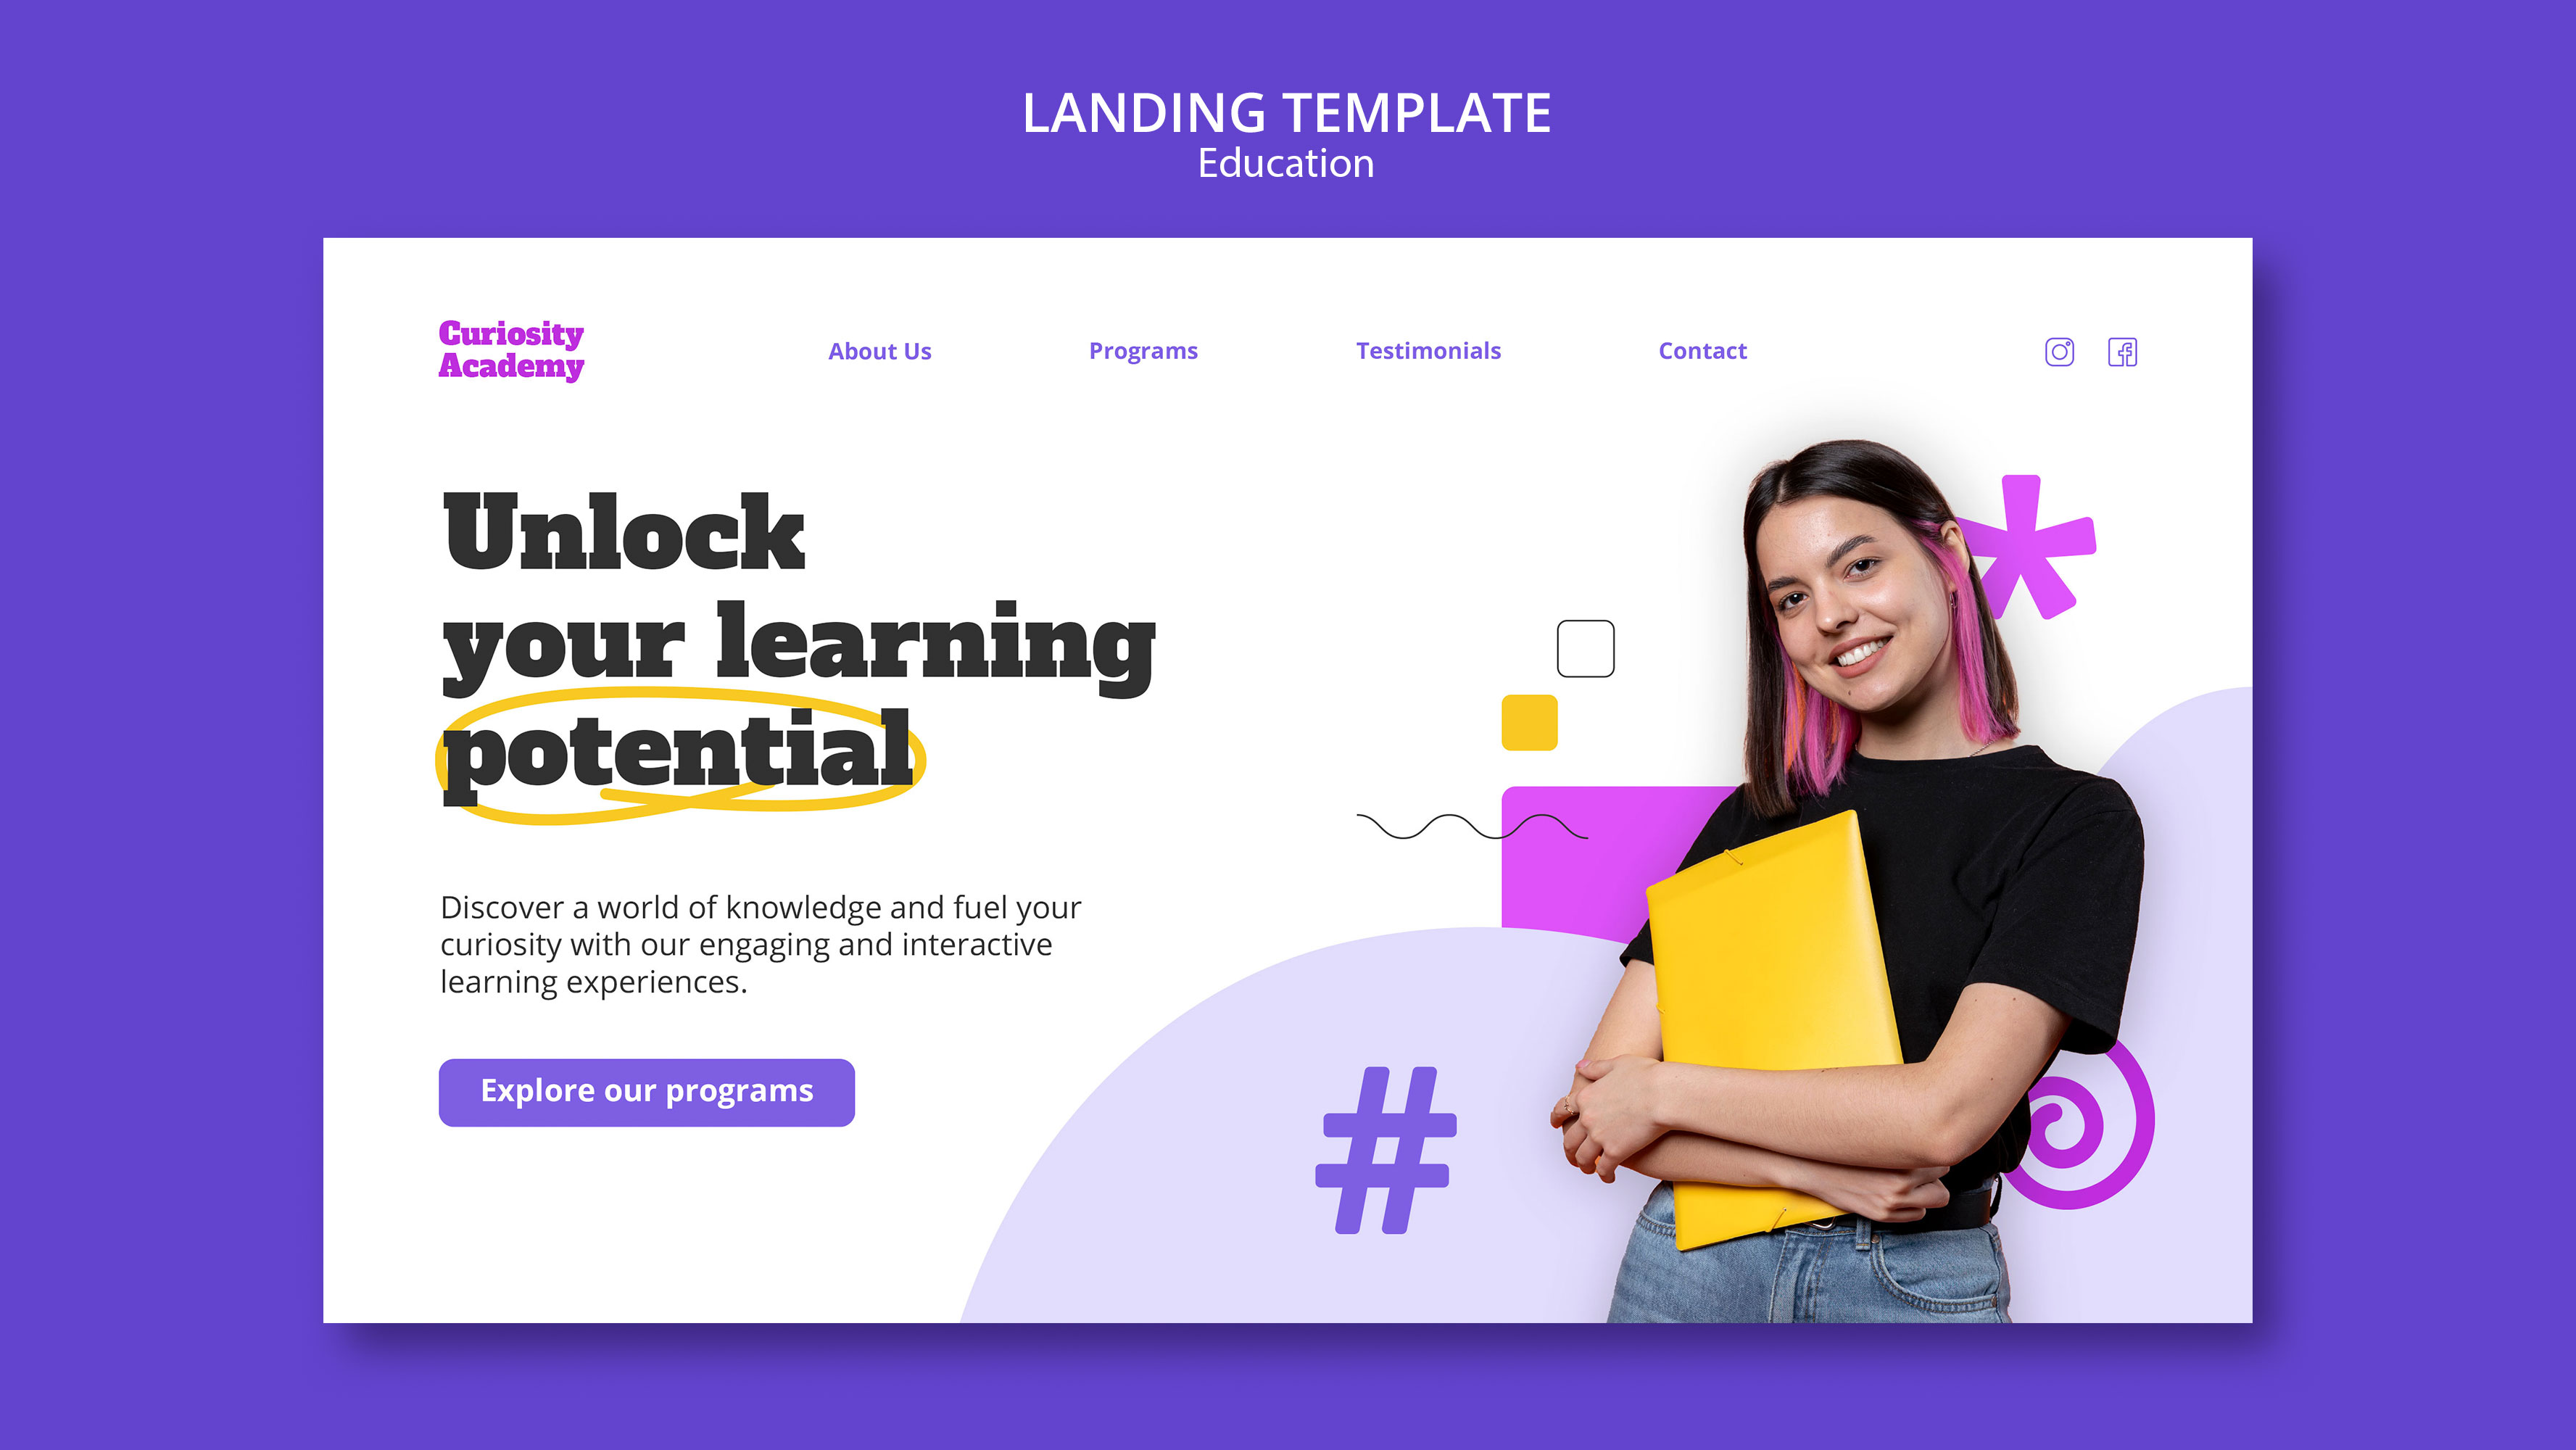 LANDING TEMPLATE
Education
Curiosity
Academy
About Us
Programs
Testimonials
Contact
Unlock
your learning
potential
Discover a world of knowledge and fuel your
curiosity with our engaging and interactive
learning experiences.
Explore our programs
#